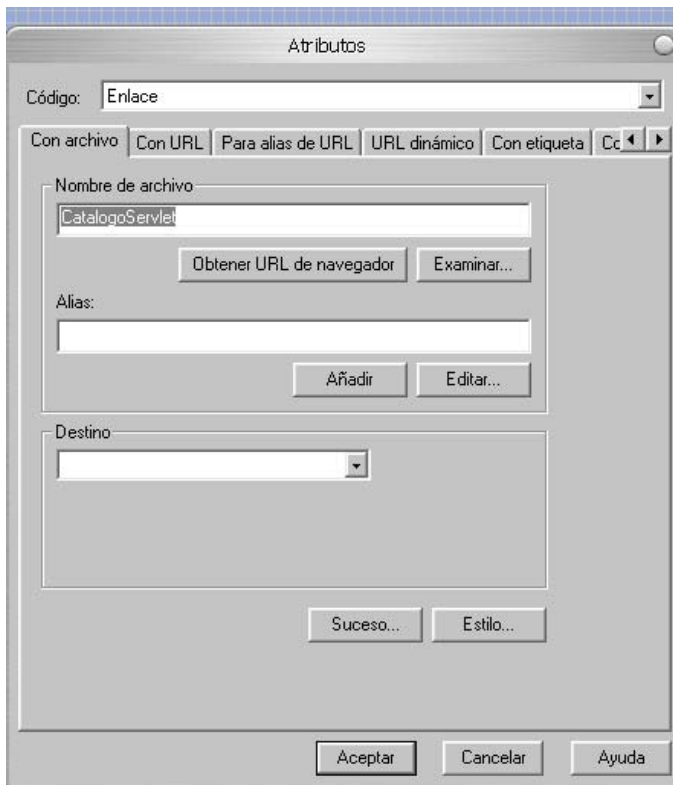 Atributos
Código: Enlace
Con archivo Con URL Para alias de URL URL dinámico Con etiqueta Cc
Nombre de archivo
CatalogoServlet
Obtener URL de navegador Examinar...
Alias:
Añadir Editar...
Destino
Suceso... Estilo...
Aceptar Cancelar Ayuda